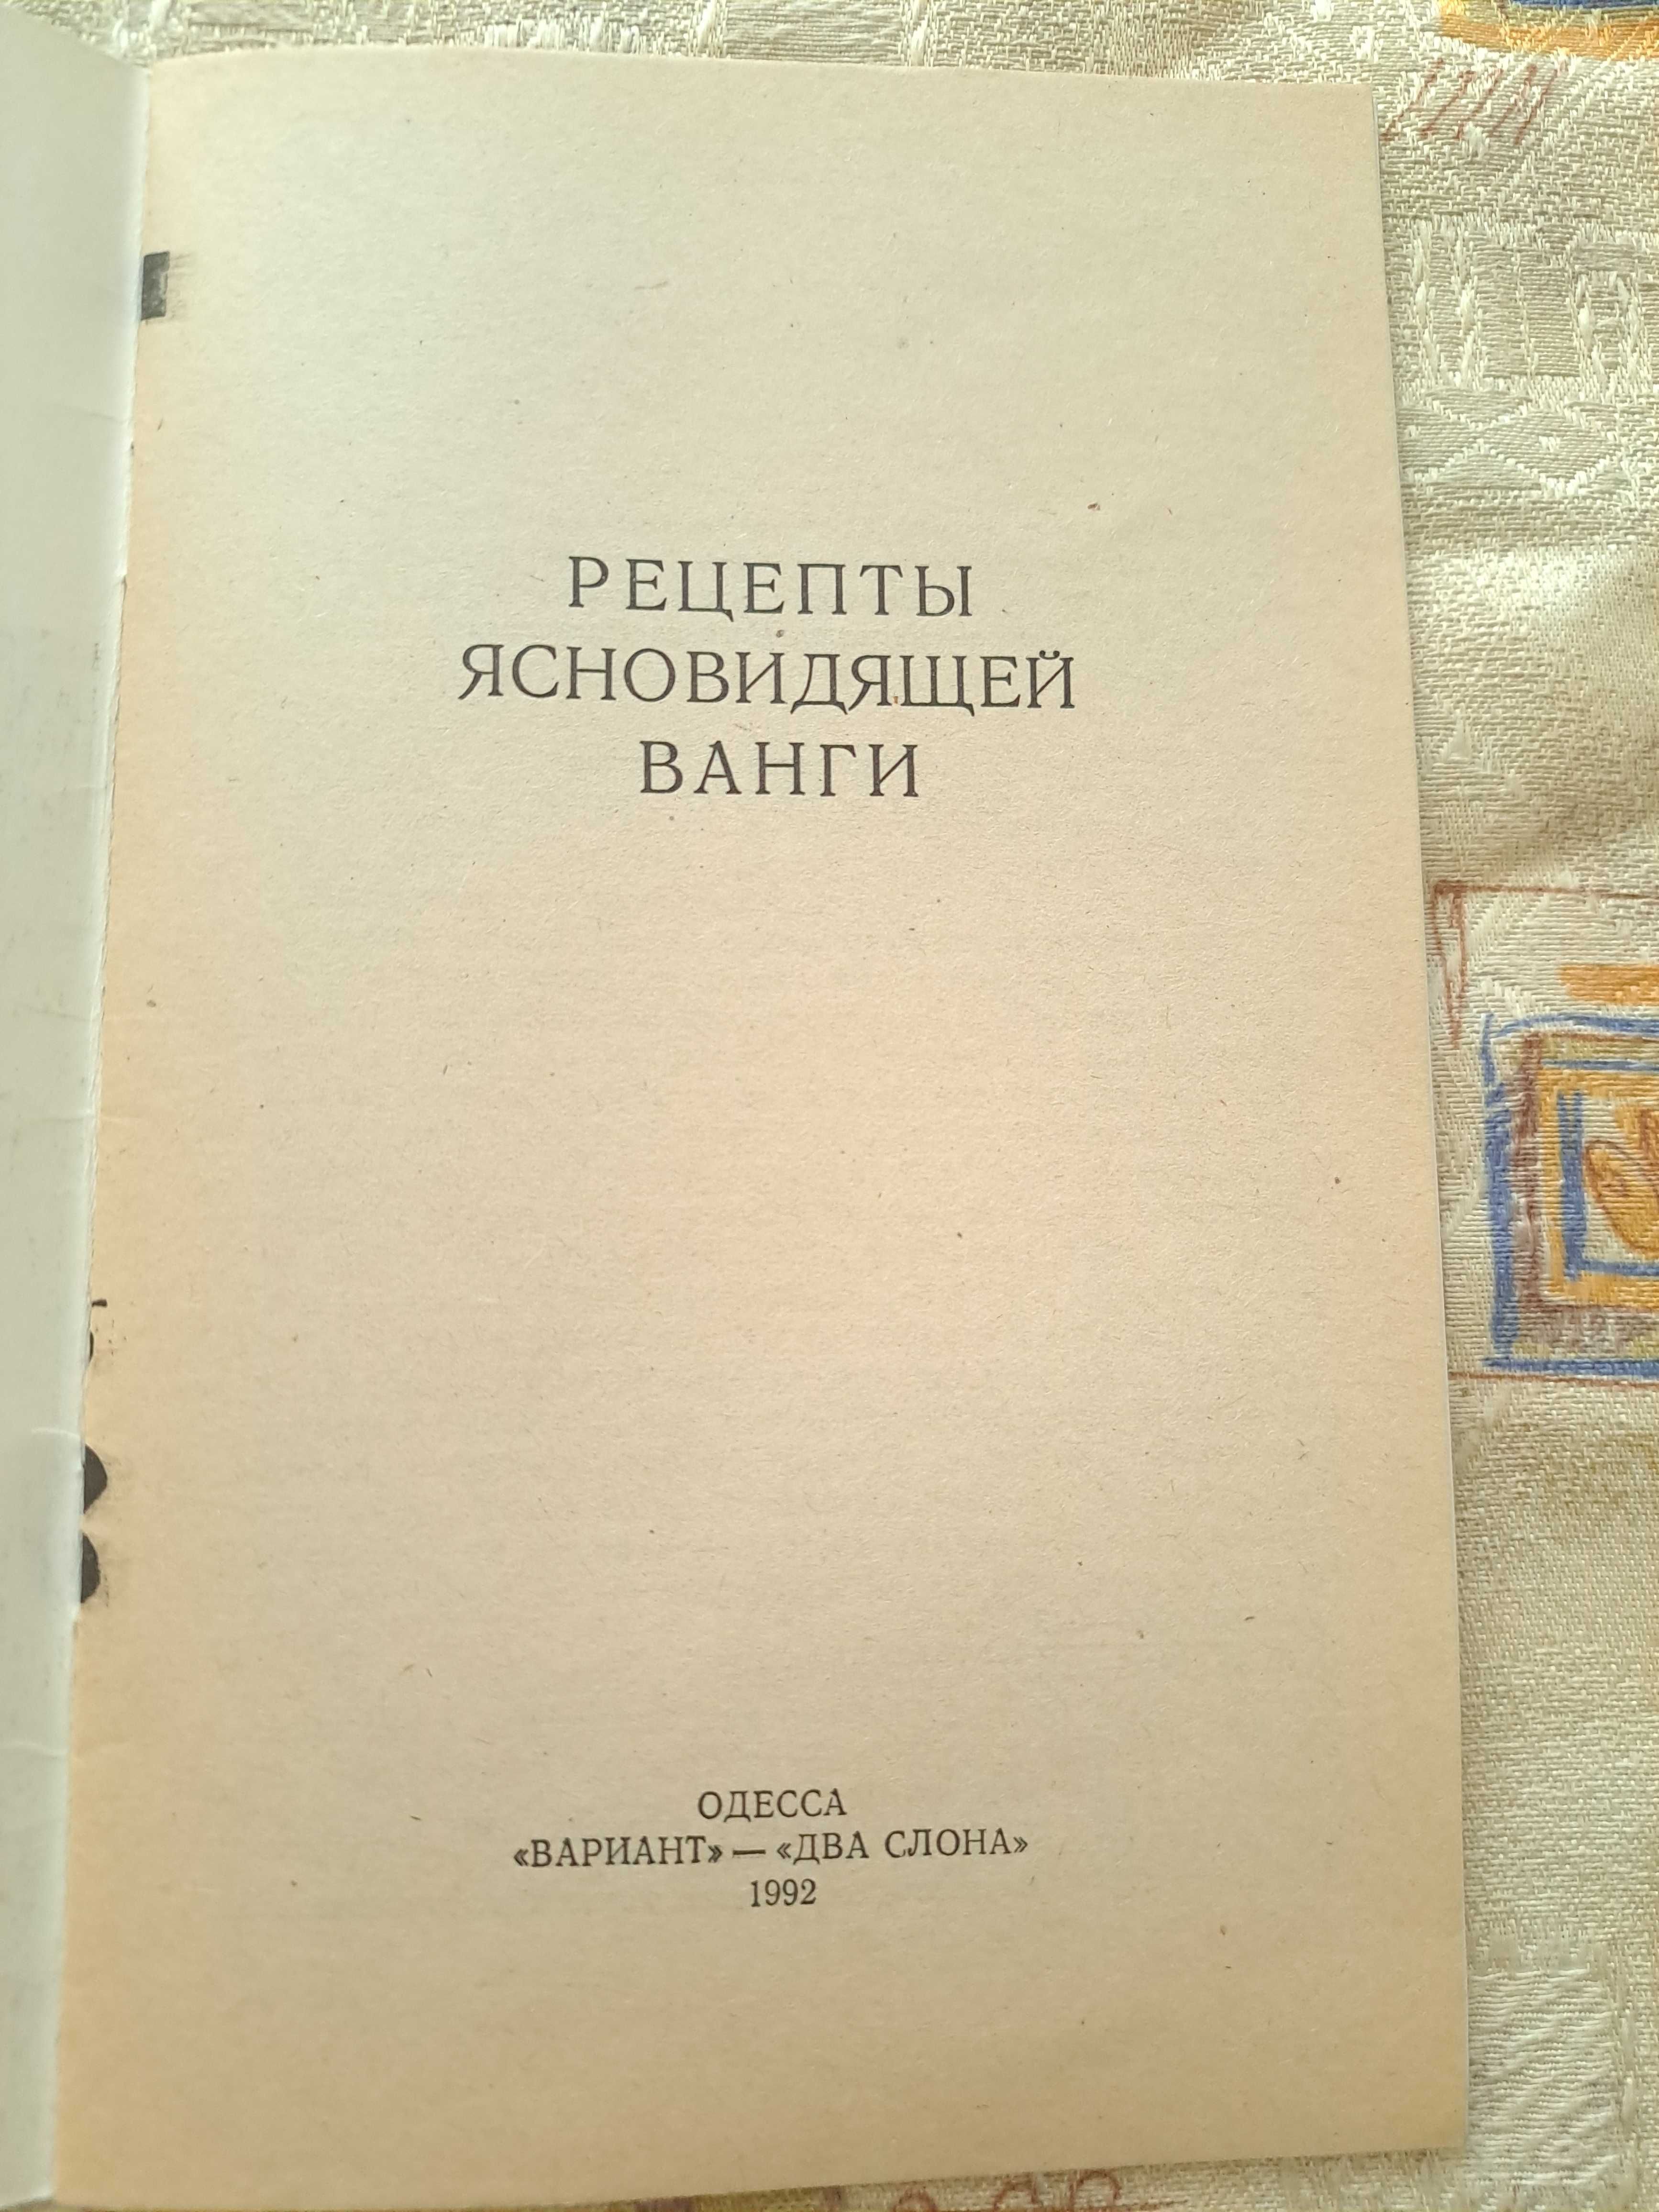 РЕЦЕПТЫ
ЯСНОВИДЯЩЕЙ
ВАНГИ
ОДЕССА
«ВАРИАНТ» — «ДВА СЛОНА»
1992